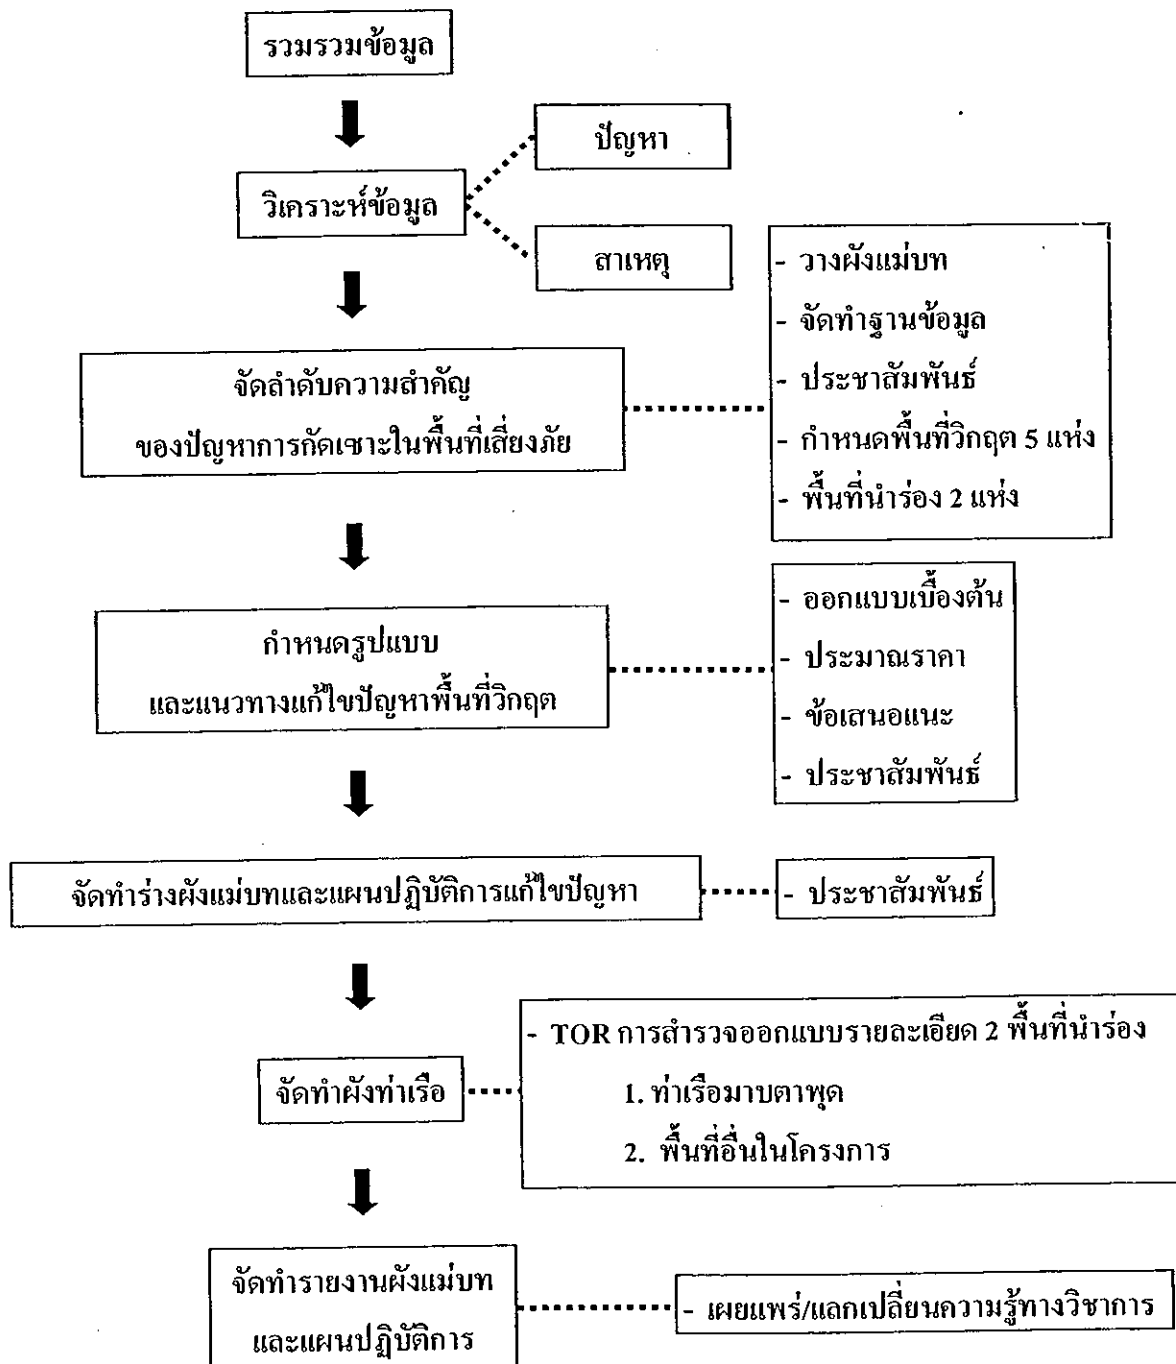 รวมรวมข้อมูล
ปัญหา
วิเคราะห์ข้อมูล
สาเหตุ
จัดลำดับความสำคัญ
ของปัญหาการกัดเซาะในพื้นที่เสี่ยงภัย
- วางผังแม่บท
- จัดทำฐานข้อมูล
- ประชาสัมพันธ์
- กำหนดพื้นที่วิกฤต 5 แห่ง
- พื้นที่นำร่อง 2 แห่ง
กำหนดรูปแบบ
และแนวทางแก้ไขปัญหาพื้นที่วิกฤต
- ออกแบบเบื้องต้น
- ประมาณราคา
- ข้อเสนอแนะ
- ประชาสัมพันธ์
จัดทำร่างผังแม่บทและแผนปฏิบัติการแก้ไขปัญหา
- ประชาสัมพันธ์
จัดทำผังท่าเรือ
- TOR การสำรวจออกแบบรายละเอียด 2 พื้นที่นำร่อง
1. ท่าเรือมาบตาพุด
2. พื้นที่อื่นในโครงการ
จัดทำรายงานผังแม่บท
และแผนปฏิบัติการ
- เผยแพร่/แลกเปลี่ยนความรู้ทางวิชาการ